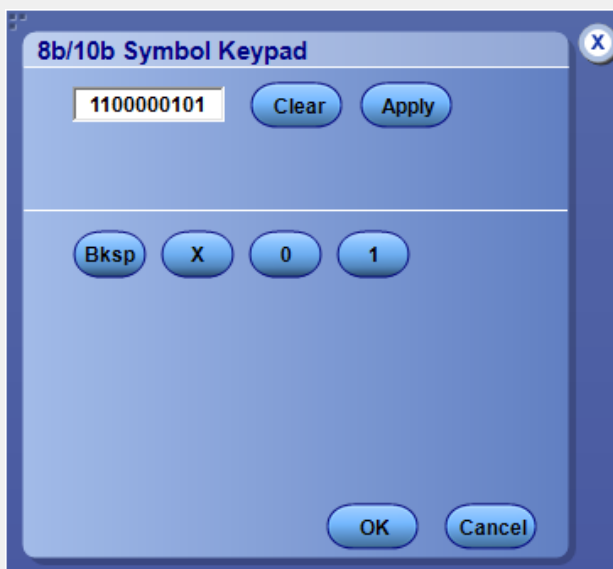 8b/10b Symbol Keypad
X
1100000101 Clear Apply
Bksp X 0 1
OK Cancel